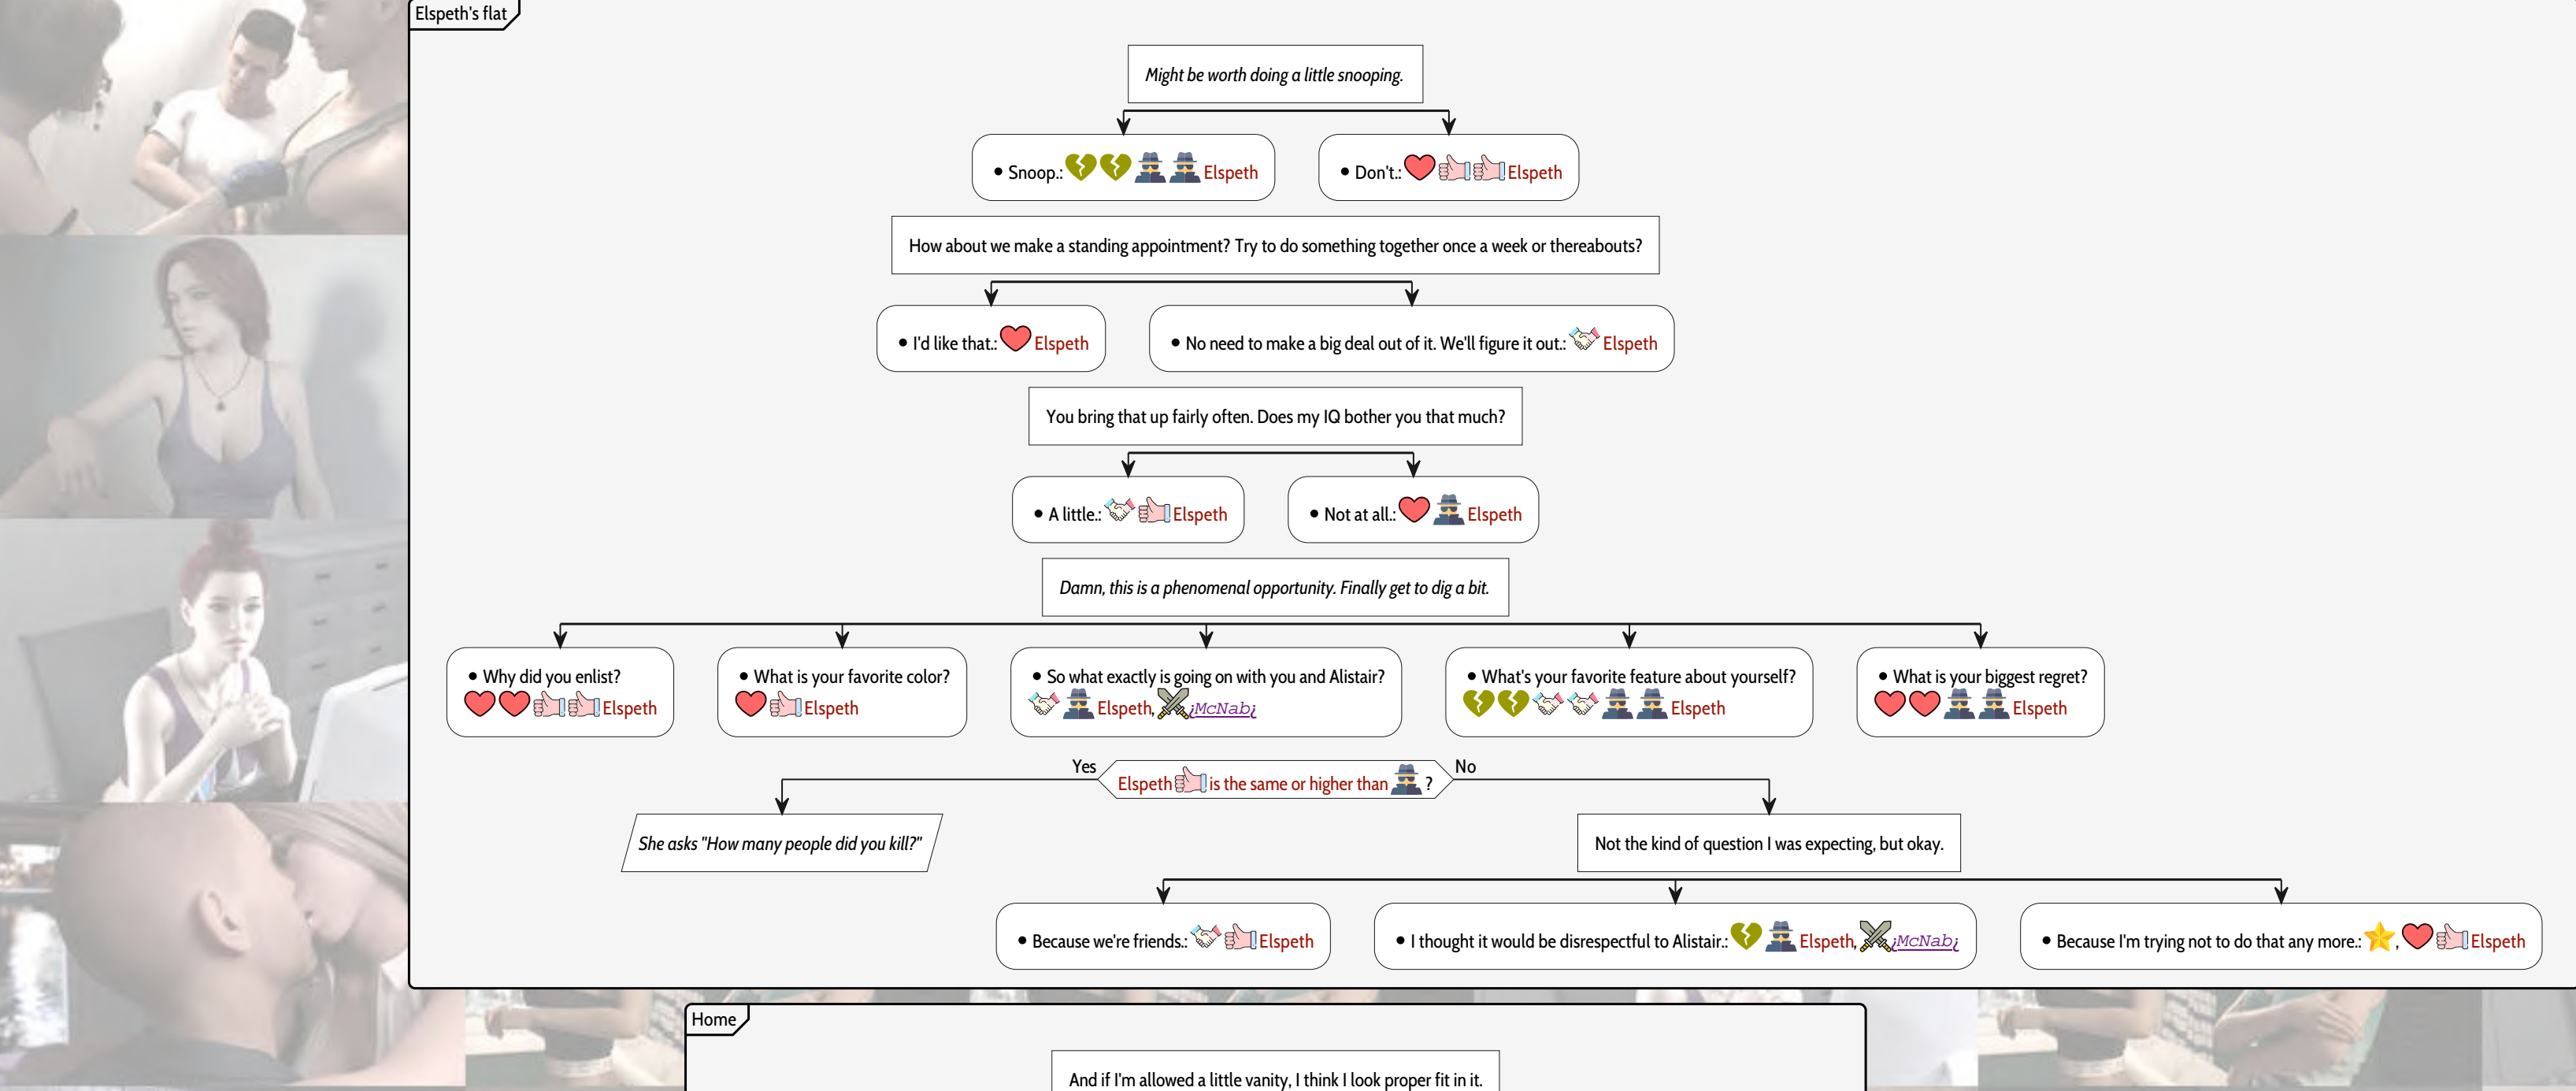 Elspeth's flat
Might be worth doing a little snooping.
• Snoop.: Elspeth
• Don't.: Elspeth
How about we make a standing appointment? Try to do something together once a week or thereabouts?
• I'd like that.: Elspeth
• No need to make a big deal out of it. We'll figure it out.: Elspeth
You bring that up fairly often. Does my IQ bother you that much?
• A little.: Elspeth
• Not at all.: Elspeth
Damn, this is a phenomenal opportunity. Finally get to dig a bit.
• Why did you enlist?
Elspeth
• What is your favorite color?
Elspeth
• So what exactly is going on with you and Alistair?
Elspeth, ¿McNab¿
• What's your favorite feature about yourself?
Elspeth
• What is your biggest regret?
Elspeth
Yes
Elspeth is the same or higher than ?
No
She asks "How many people did you kill?"
Not the kind of question I was expecting, but okay.
• Because we're friends.: Elspeth
• I thought it would be disrespectful to Alistair.: Elspeth, ¿McNab¿
• Because I'm trying not to do that any more.: , Elspeth
Home
And if I'm allowed a little vanity, I think I look proper fit in it.